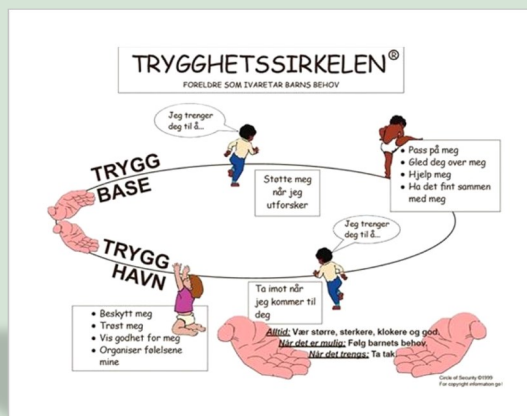 TRYGGHETSSIRKELEN®
FORELDRE SOM IVARETAR BARNS BEHOV
Jeg trenger
deg til å...
TRYGG
BASE
Støtte meg
når jeg
utforsker
• Pass på meg
• Gled deg over meg
• Hjelp meg
• Ha det fint sammen
med meg
Jeg trenger
deg til å...
TRYGG
HAVN
Ta imot når
jeg kommer til
deg
• Beskytt meg
• Trøst meg
• Vis godhet for meg
• Organiser følelsene
mine
Alltid: Vær større, sterkere, klokere og god.
Når det er mulig: Følg barnets behov.
Når det trengs: Ta tak.
Circle of Security ©1999
For copyright information go